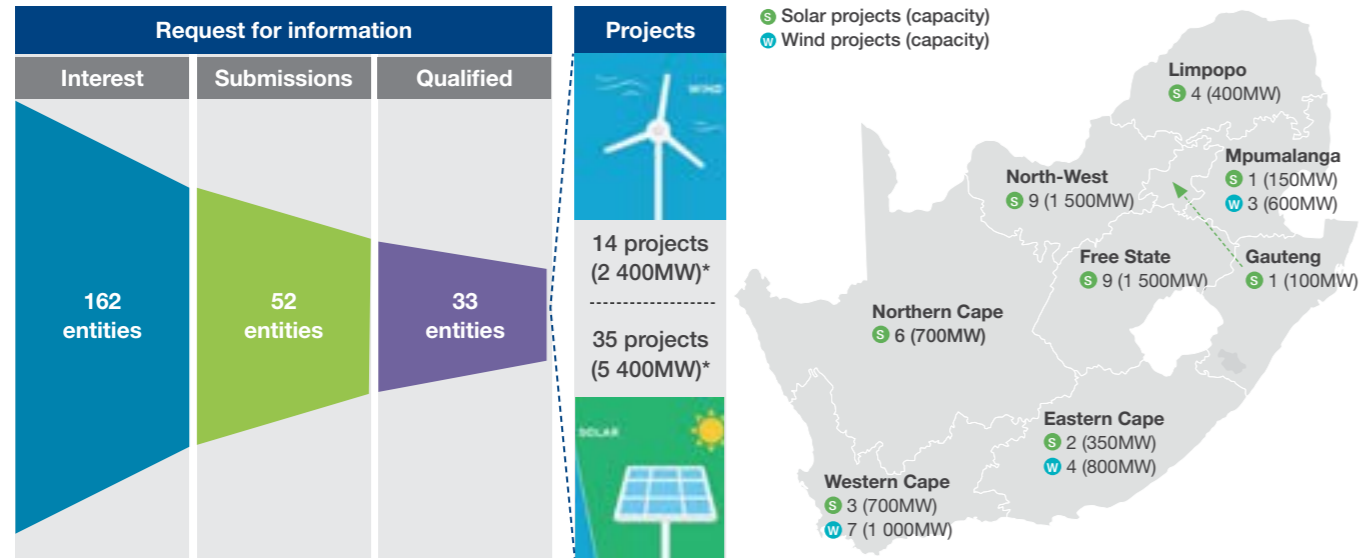 Request for information
Interest
Submissions
Qualified
162
entities
52
entities
33
entities
Projects
WIND
14 projects
(2 400MW)*
35 projects
(5 400MW)*
SOLAR
S Solar projects (capacity)
W Wind projects (capacity)
Limpopo
S 4 (400MW)
Mpumalanga
S 1 (150MW)
W 3 (600MW)
North-West
S 9 (1 500MW)
Free State
S 9 (1 500MW)
Gauteng
S 1 (100MW)
Northern Cape
S 6 (700MW)
Eastern Cape
S 2 (350MW)
W 4 (800MW)
Western Cape
S 3 (700MW)
W 7 (1 000MW)